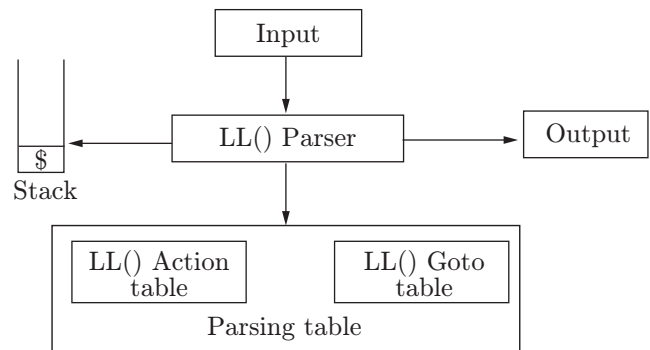 Input
LL() Parser
Output
$
Stack
LL() Action
table
LL() Goto
table
Parsing table